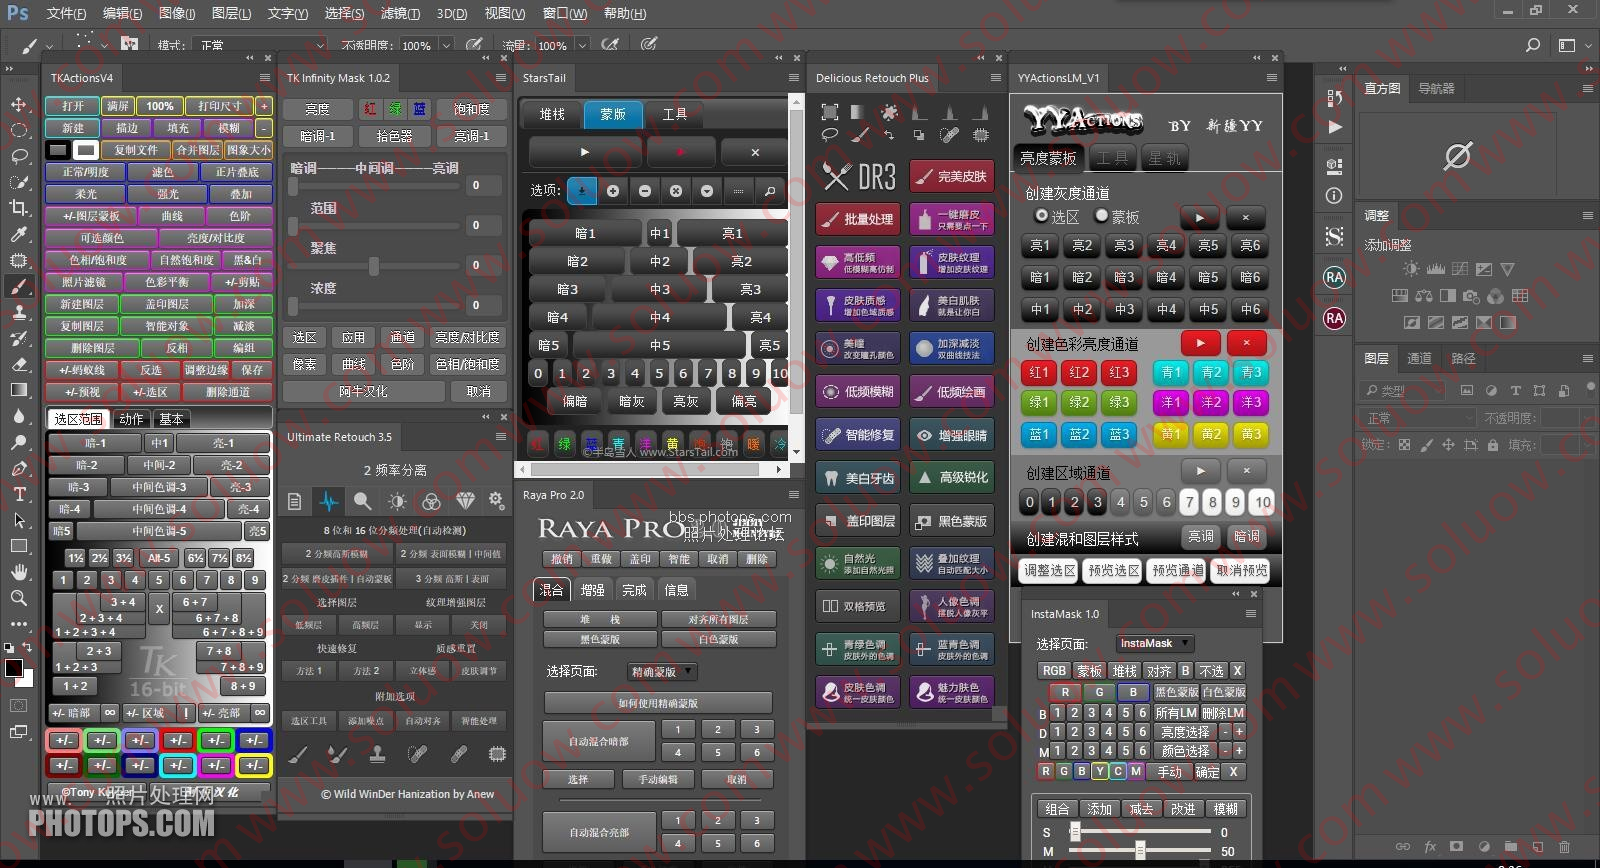 Ps 文件(F) 编辑(E) 图像(I) 图层(L) 文字(Y) 选择(S) 滤镜(T) 3D(D) 视图(V) 窗口(W) 帮助(H)
模式: 正常 不透明度: 100% 流量: 100%
TKActionsV4
打开 满屏 100% 打印尺寸 +
新建 描边 填充 模糊 -
复制文件 合并图层 图象大小
正常/明度 滤色 正片叠底
柔光 强光 叠加
+/-图层蒙板 曲线 色阶
可选颜色 亮度/对比度
色相/饱和度 自然饱和度 黑&白
照片滤镜 色彩平衡 +/-剪贴
新建图层 盖印图层 加深
复制图层 智能对象 减淡
删除图层 反相 编组
+/-蚂蚁线 反选 调整边缘 保存
+/-预视 +/-选区 删除通道
选区范围 动作 基本
暗-1 中1 亮-1
暗-2 中间-2 亮-2
暗-3 中间色调-3 亮-3
暗-4 中间色调-4 亮-4
暗5 中间色调-5 亮5
1½ 2½ 3½ Alt-5 6½ 7½ 8½
1 2 3 4 5 6 7 8 9
3 + 4 X 6 + 7
2 + 3 + 4 6 + 7 + 8
1 + 2 + 3 + 4 6 + 7 + 8 + 9
2 + 3 7 + 8
1 + 2 + 3 7 + 8 + 9
TK 16-bit
1 + 2 8 + 9
+/- 暗部 ∞ +/- 区域 ! +/- 亮部 ∞
+/- +/- +/- +/- +/- +/-
+/- +/- +/- +/- +/- +/-
©Tony Ku
www. 照片处理网
PHOTOPS.COM
TK Infinity Mask 1.0.2
亮度 红 绿 蓝 饱和度
暗调-1 拾色器 亮调-1
暗调———中间调———亮调
0
范围
0
聚焦
0
浓度
0
选区 应用 通道 亮度/对比度
像素 曲线 色阶 色相/饱和度
阿牛汉化 取消
Ultimate Retouch 3.5
2 频率分离
8 位和 16 位分频处理(自动检测)
2 分频高斯模糊 2 分频 表面模糊 | 中间值
2 分频 磨皮插件 | 自动蒙板 3 分频 高斯 | 表面
选择图层 纹理增强图层
低频层 高频层 显示 关闭
快速修复 质感重置
方法 1 方法 2 立体感 皮肤调节
附加选项
选区工具 添加噪点 自动对齐 智能处理
© Wild WinDer Hanization by Anew
StarsTail
堆栈 蒙版 工具
选项:
暗1 中1 亮1
暗2 中2 亮2
暗3 中3 亮3
暗4 中4 亮4
暗5 中5 亮5
0 1 2 3 4 5 6 7 8 9 10
偏暗 暗灰 亮灰 偏亮
红 绿 蓝 青 洋 黄 暖 冷
©半岛雪人 www.StarsTail.com
Raya Pro 2.0
bbs.photops.com
RAYA PRO 照片处理论坛
撤销 重做 盖印 智能 取消 删除
混合 增强 完成 信息
堆 栈 对齐所有图层
黑色蒙版 白色蒙版
选择页面: 精确蒙版
如何使用精确蒙版
自动混合暗部 1 2 3
4 5 6
选择 手动编辑 取消
自动混合亮部 1 2 3
4 5 6
Delicious Retouch Plus
DR3 完美皮肤
批量处理 一键磨皮 只需要点一下
高低频 低模糊高仿制 皮肤纹理 增加皮肤纹理
皮肤质感 增加色域质感 美白肌肤 就是让你白
美瞳 改变瞳孔颜色 加深减淡 双曲线技法
低频模糊 低频绘画
智能修复 增强眼睛
美白牙齿 高级锐化
盖印图层 黑色蒙版
自然光 添加自然光照 叠加纹理 自动匹配大小
双格预览 人像色调 摆脱人像灰平
青绿色调 皮肤外的色调 蓝青色调 皮肤外的色调
皮肤色调 统一皮肤颜色 魅力肤色 统一皮肤颜色
YYActionsLM_V1
YYACTIONS BY 新疆YY
亮度蒙板 工具 星轨
创建灰度通道
选区 蒙板
亮1 亮2 亮3 亮4 亮5 亮6
暗1 暗2 暗3 暗4 暗5 暗6
中1 中2 中3 中4 中5 中6
创建色彩亮度通道
红1 红2 红3 青1 青2 青3
绿1 绿2 绿3 洋1 洋2 洋3
蓝1 蓝2 蓝3 黄1 黄2 黄3
创建区域通道
0 1 2 3 4 5 6 7 8 9 10
创建混和图层样式 亮调 暗调
调整选区 预览选区 预览通道 取消预览
InstaMask 1.0
选择页面: InstaMask
RGB 蒙板 堆栈 对齐 B 不选 X
R G B 黑色蒙版 白色蒙版
B 1 2 3 4 5 6 所有LM 删除LM
D 1 2 3 4 5 6 亮度选择 - +
M 1 2 3 4 5 6 颜色选择 - +
R G B Y C M 手动 确定 X
组合 添加 减去 改进 模糊
S 0
M 50
直方图 导航器
调整
添加调整
RA
RA
图层 通道 路径
类型
正常 不透明度:
锁定: 填充: